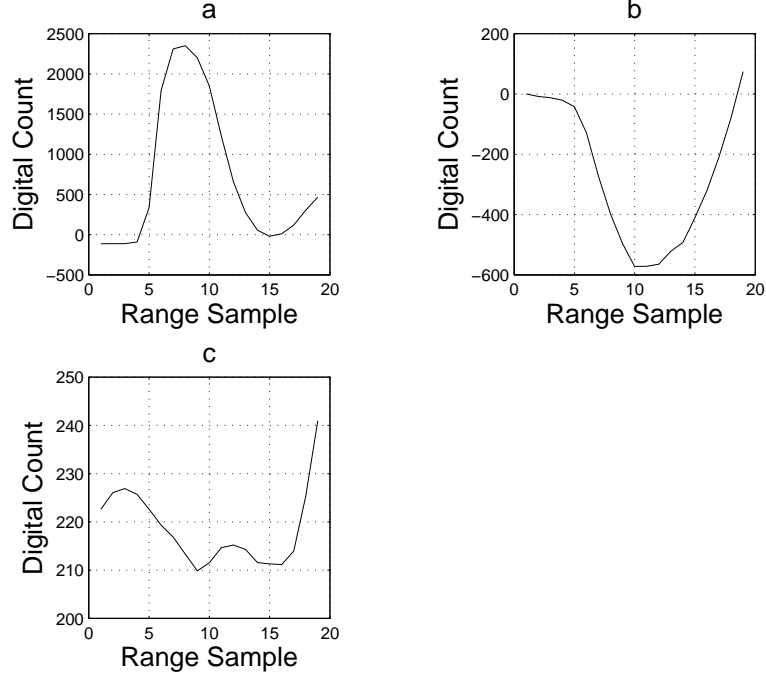 a
2500
2000
1500
1000
500
0
−500
0 5 10 15 20
Digital Count
Range Sample
b
200
0
−200
−400
−600
0 5 10 15 20
Digital Count
Range Sample
c
250
240
230
220
210
200
0 5 10 15 20
Digital Count
Range Sample